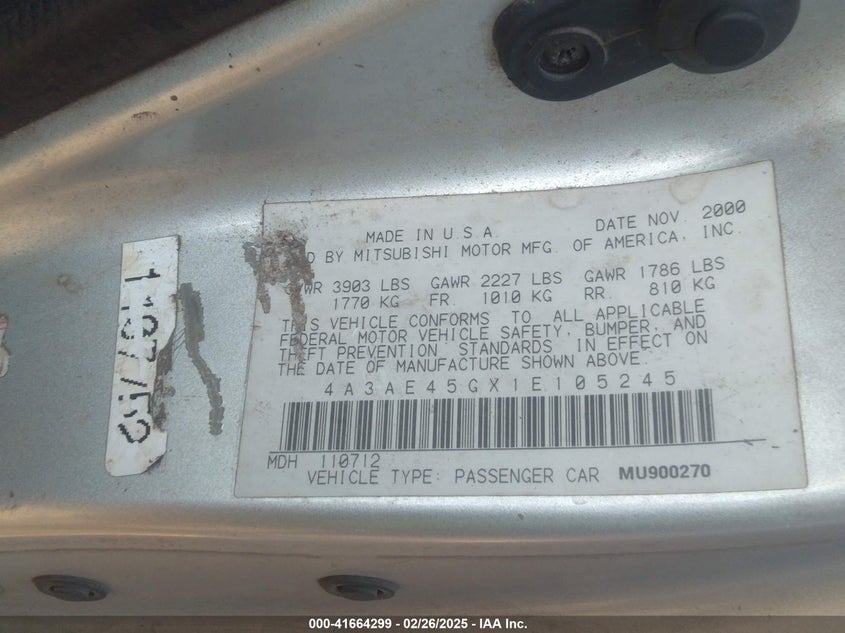 MADE IN U.S.A. DATE NOV. 2000
BY MITSUBISHI MOTOR MFG. OF AMERICA, INC.
3903 LBS GAWR 2227 LBS GAWR 1786 LBS
1770 KG FR. 1010 KG RR. 810 KG
THIS VEHICLE CONFORMS TO ALL APPLICABLE
FEDERAL MOTOR VEHICLE SAFETY, BUMPER, AND
THEFT PREVENTION STANDARDS IN EFFECT ON
THE DATE OF MANUFACTURE SHOWN ABOVE.
4A3AE45GX1E105245
MDH 110712
VEHICLE TYPE: PASSENGER CAR MU900270
000-41664299 - 02/26/2025 - IAA Inc.